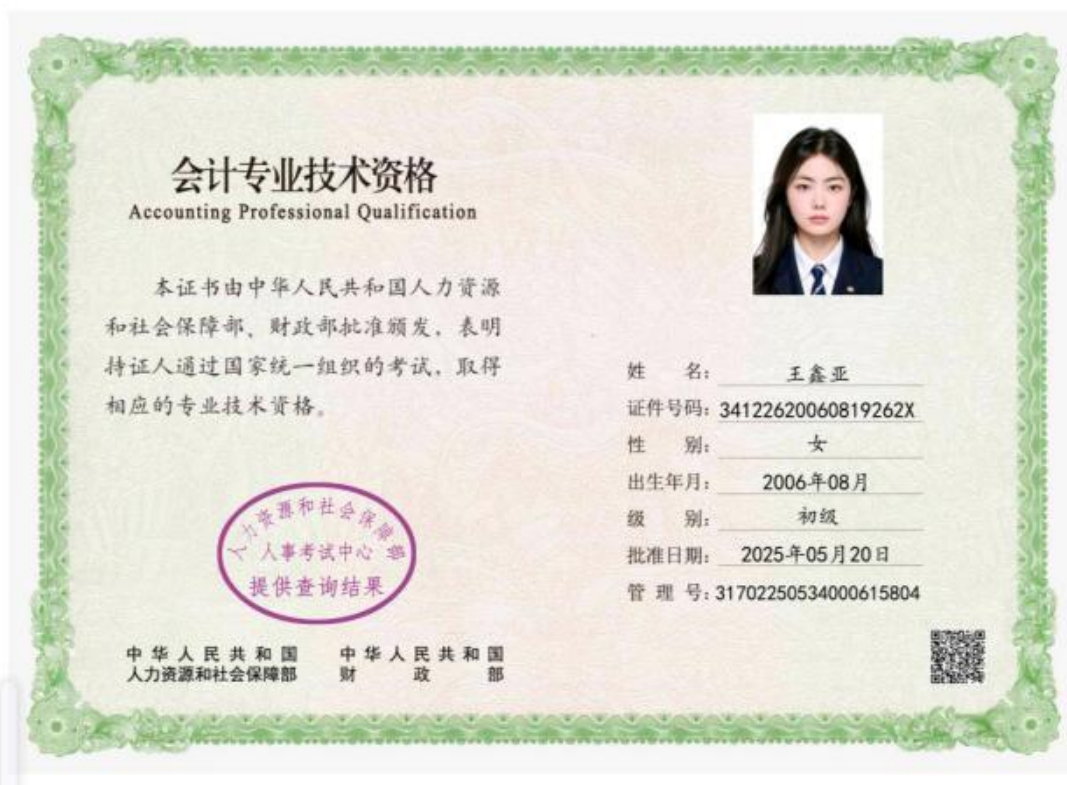 会计专业技术资格
Accounting Professional Qualification
本证书由中华人民共和国人力资源
和社会保障部、财政部批准颁发，表明
持证人通过国家统一组织的考试，取得
相应的专业技术资格。
人力资源和社会保障部
人事考试中心
提供查询结果
中华人民共和国
人力资源和社会保障部
中华人民共和国
财政部
姓名：王鑫亚
证件号码：34122620060819262X
性别：女
出生年月：2006年08月
级别：初级
批准日期：2025年05月20日
管理号：31702250534000615804